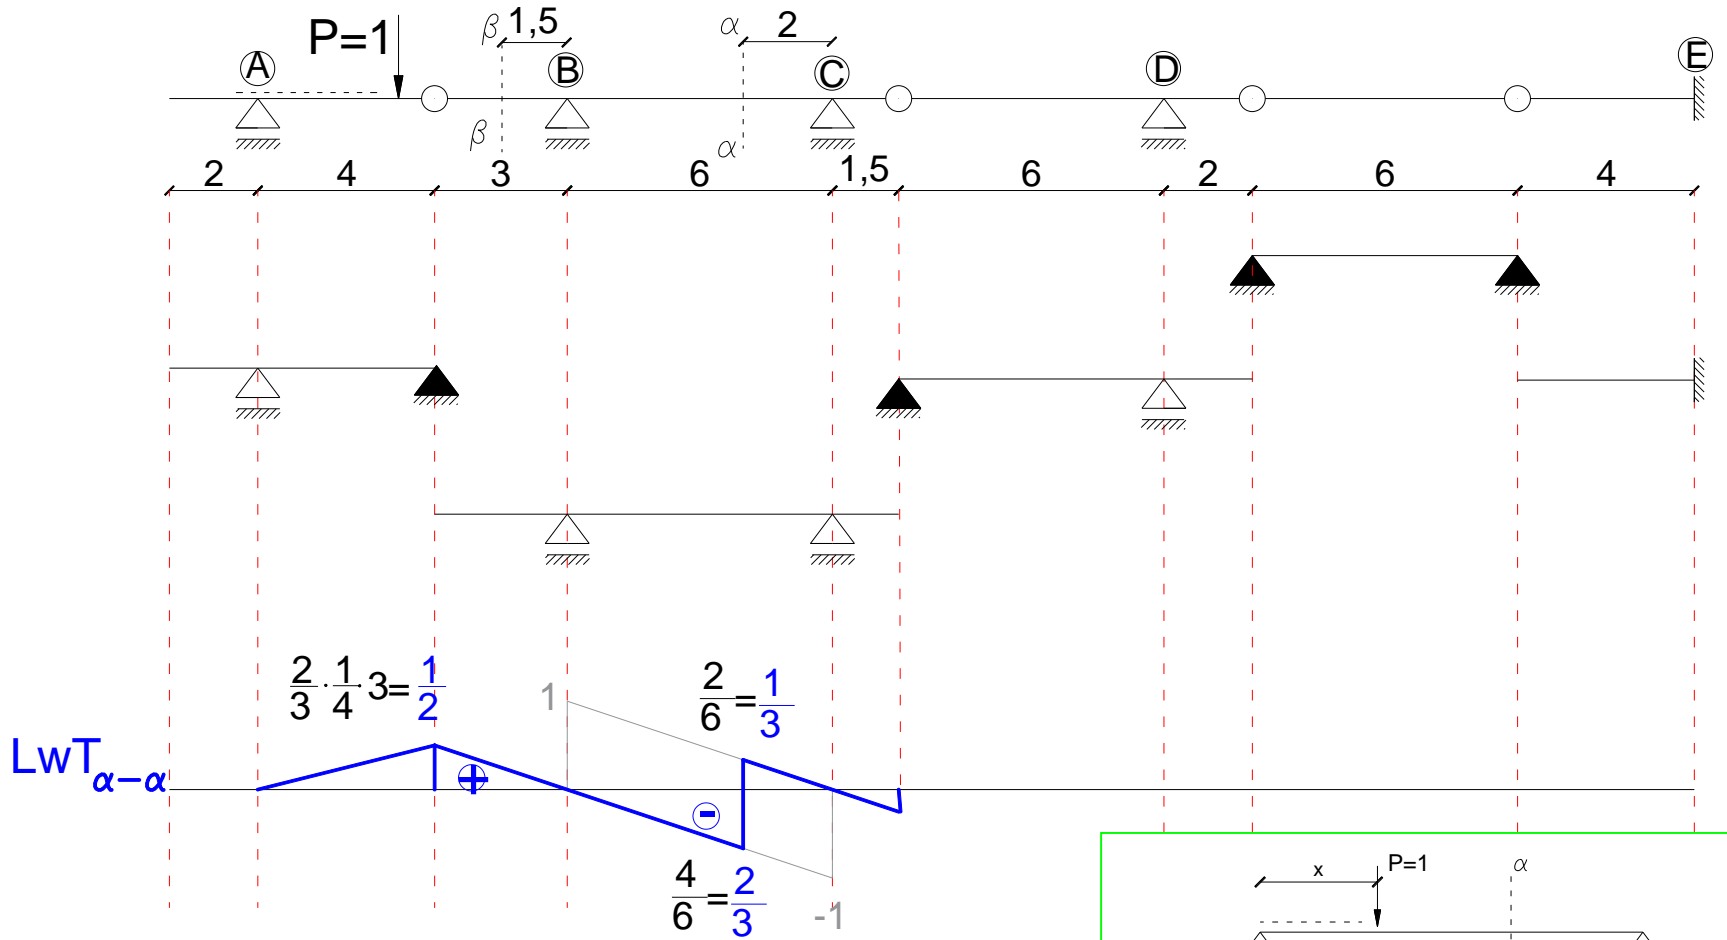 P=1
β 1,5
α 2
A B C D E
β α
2 4 3 6 1,5 6 2 6 4
2/3 · 1/4 · 3 = 1/2
1
2/6 = 1/3
LwT α-α
+
-
4/6 = 2/3
-1
x P=1 α